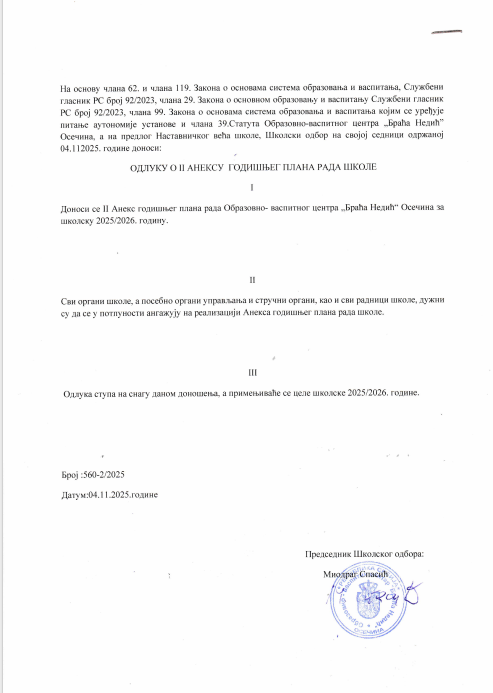 На основу члана 62. и члана 119. Закона о основама система образовања и васпитања, Службени
гласник РС број 92/2023, члана 29. Закона о основном образовању и васпитању Службени гласник
РС број 92/2023, члана 99. Закона о основама система образовања и васпитања којим се уређује
питање аутономије установе и члана 39.Статута Образовно-васпитног центра „Браћа Недић”
Осечина, а на предлог Наставничког већа школе, Школски одбор на својој седници одржаној
04.112025. године доноси:
ОДЛУКУ О II АНЕКСУ ГОДИШЊЕГ ПЛАНА РАДА ШКОЛЕ
I
Доноси се II Анекс годишњег плана рада Образовно- васпитног центра „Браћа Недић“ Осечина за
школску 2025/2026. годину.
II
Сви органи школе, а посебно органи управљања и стручни органи, као и сви радници школе, дужни
су да се у потпуности ангажују на реализацији Анекса годишњег плана рада школе.
III
Одлука ступа на снагу даном доношења, а примењиваће се целе школске 2025/2026. године.
Број :560-2/2025
Датум:04.11.2025.године
Председник Школског одбора:
Миодраг Спасић
ОСЕЧИНА